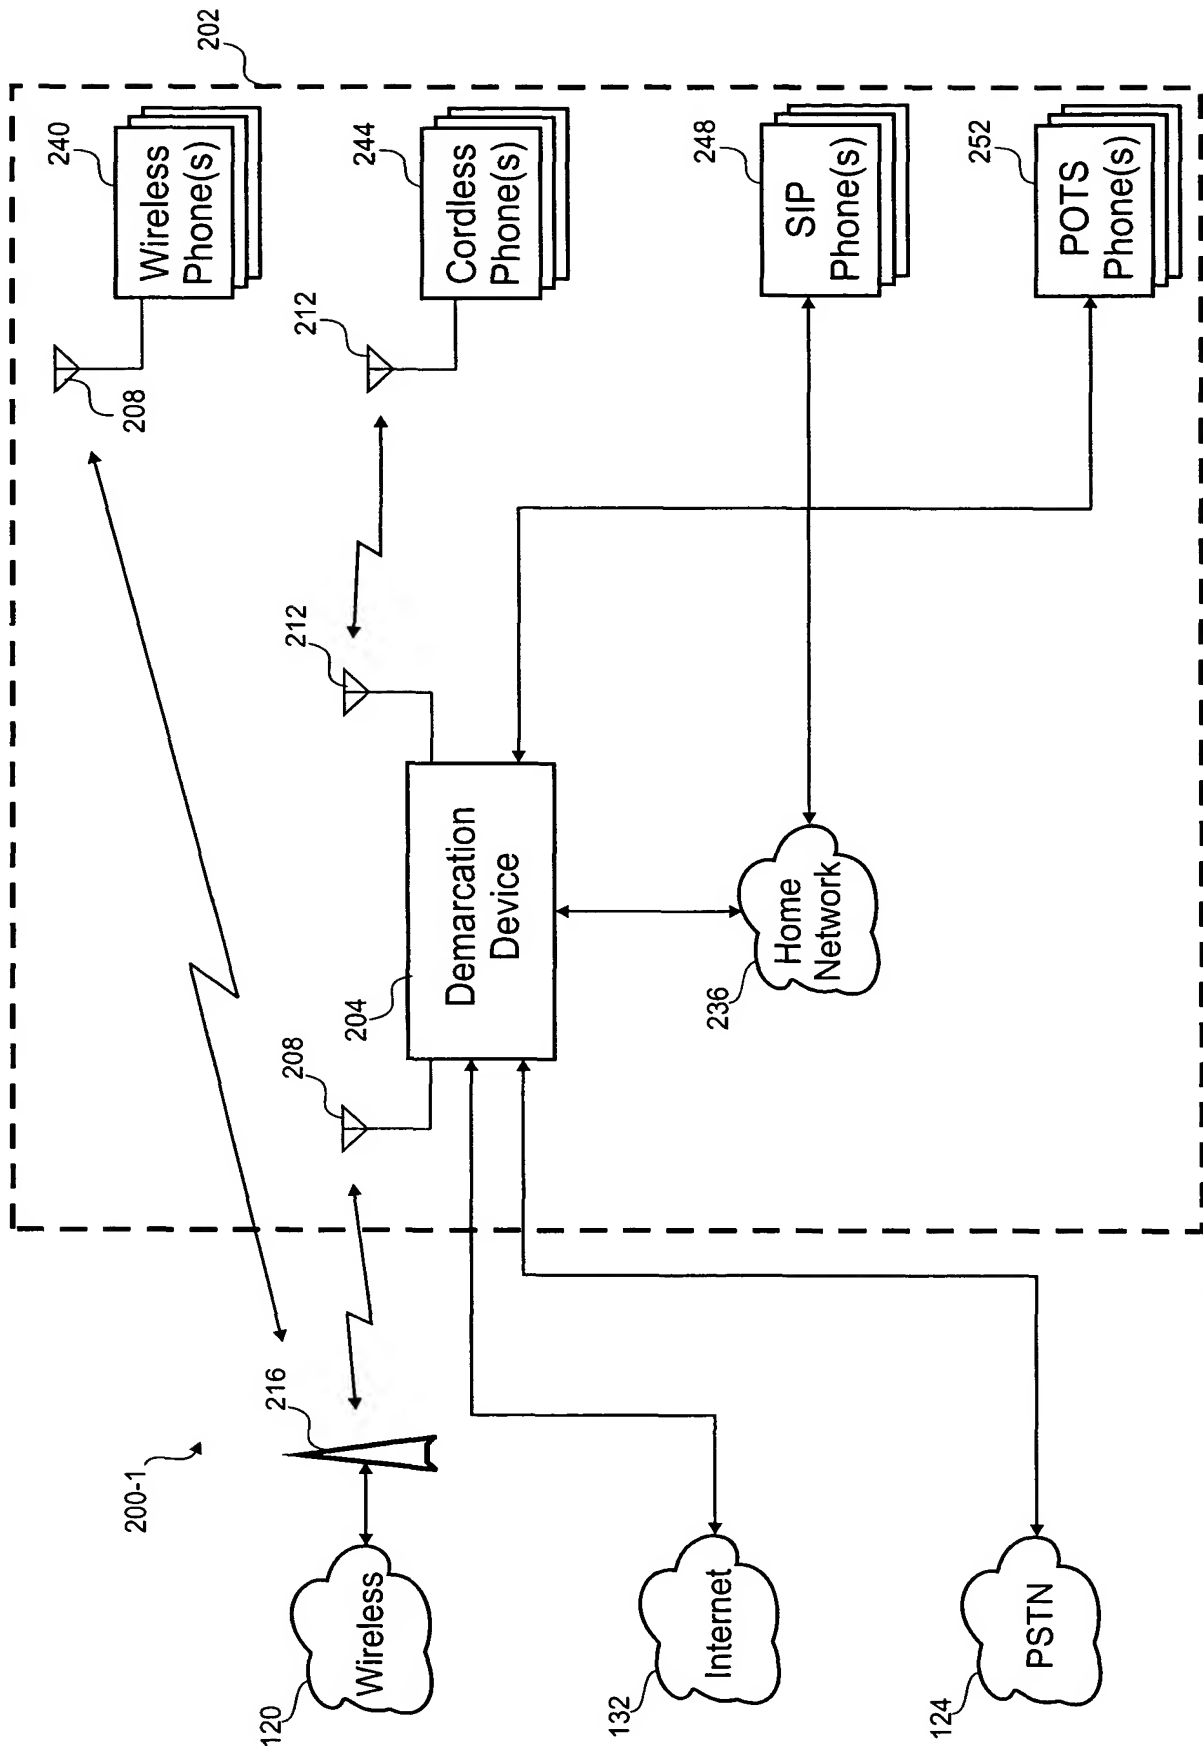 200-1
202
120
Wireless
216
208
212
212
208
240
Wireless
Phone(s)
204
Demarcation
Device
244
Cordless
Phone(s)
132
Internet
236
Home
Network
248
SIP
Phone(s)
124
PSTN
252
POTS
Phone(s)